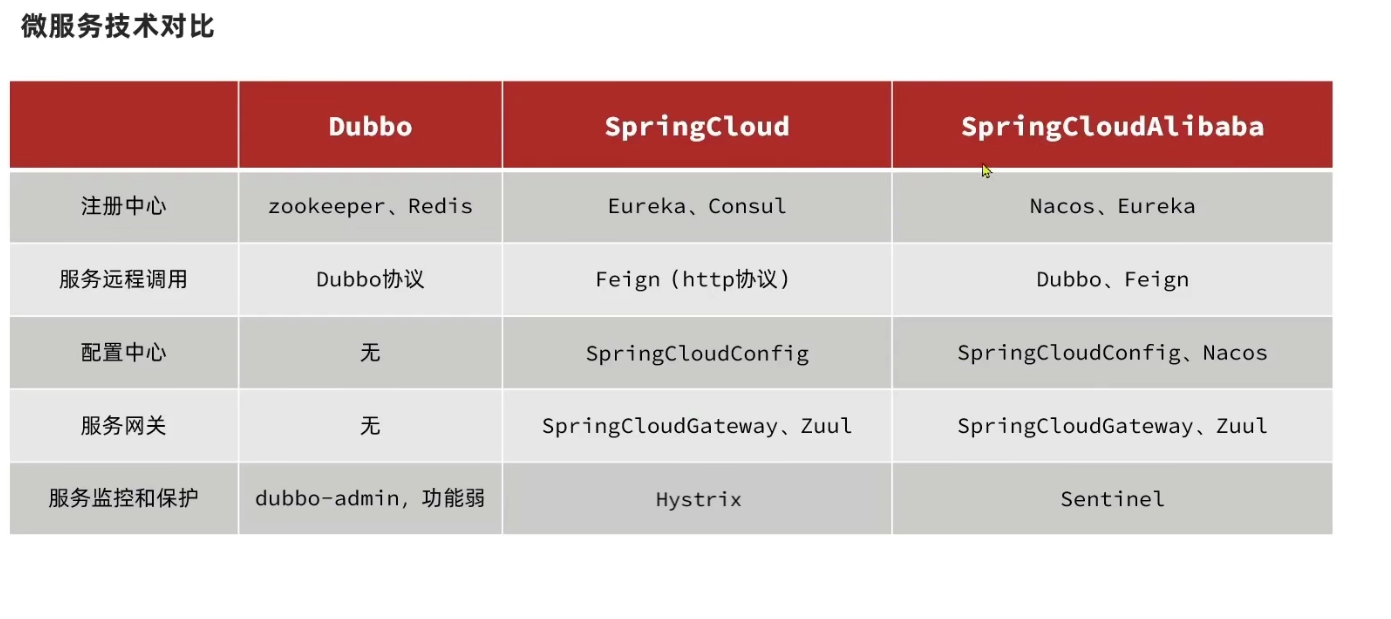 微服务技术对比
Dubbo SpringCloud SpringCloudAlibaba
注册中心 zookeeper、Redis Eureka、Consul Nacos、Eureka
服务远程调用 Dubbo协议 Feign（http协议） Dubbo、Feign
配置中心 无 SpringCloudConfig SpringCloudConfig、Nacos
服务网关 无 SpringCloudGateway、Zuul SpringCloudGateway、Zuul
服务监控和保护 dubbo-admin，功能弱 Hystrix Sentinel